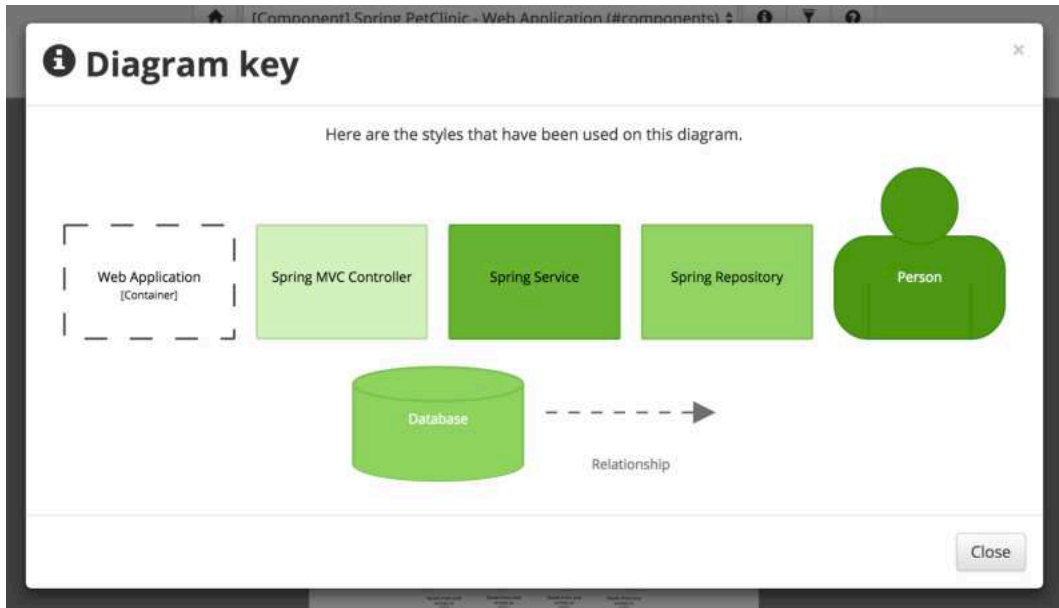 [Component] Spring PetClinic - Web Application (#components)
Diagram key
×
Here are the styles that have been used on this diagram.
Web Application
[Container]
Spring MVC Controller
Spring Service
Spring Repository
Person
Database
Relationship
Close